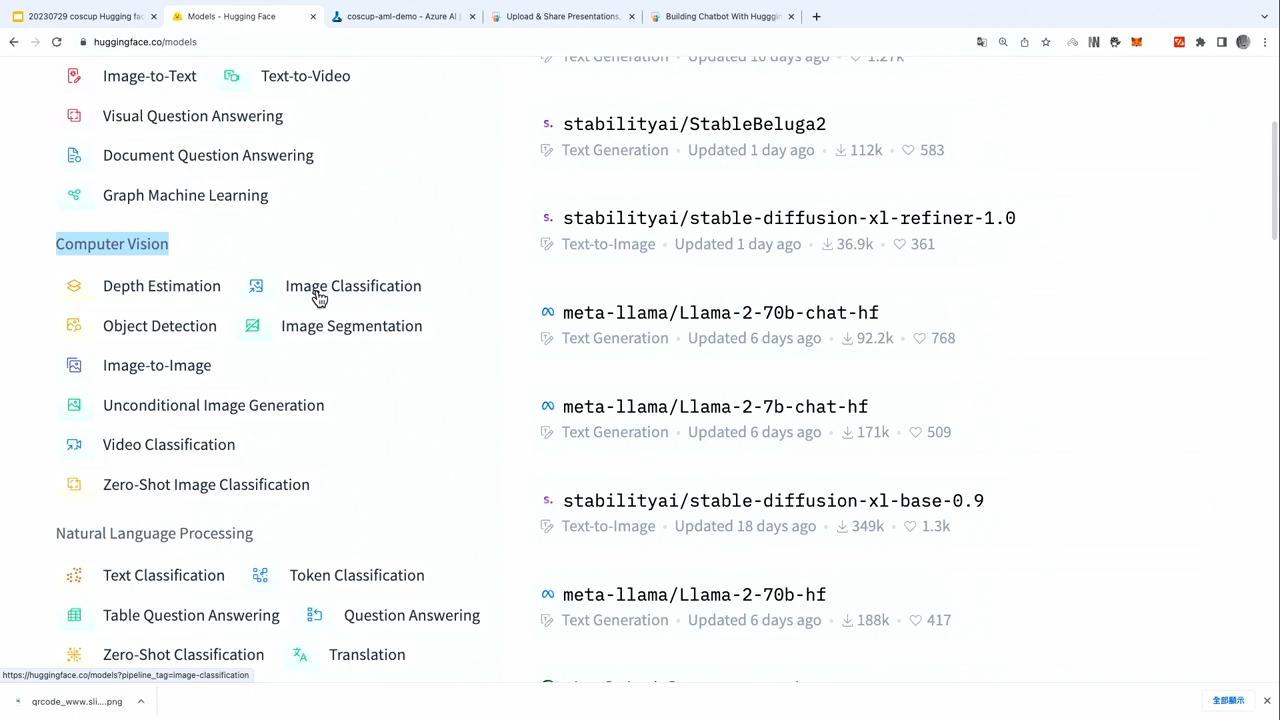 20230729 coscup Hugging fac
Models - Hugging Face
coscup-aml-demo - Azure AI |
Upload & Share Presentations,
Building Chatbot With Hugging
huggingface.co/models
Image-to-Text
Text-to-Video
Visual Question Answering
Document Question Answering
Graph Machine Learning
Computer Vision
Depth Estimation
Image Classification
Object Detection
Image Segmentation
Image-to-Image
Unconditional Image Generation
Video Classification
Zero-Shot Image Classification
Natural Language Processing
Text Classification
Token Classification
Table Question Answering
Question Answering
Zero-Shot Classification
Translation
Text Generation • Updated 10 days ago • 1.27k
stabilityai/StableBeluga2
Text Generation • Updated 1 day ago • 112k • 583
stabilityai/stable-diffusion-xl-refiner-1.0
Text-to-Image • Updated 1 day ago • 36.9k • 361
meta-llama/Llama-2-70b-chat-hf
Text Generation • Updated 6 days ago • 92.2k • 768
meta-llama/Llama-2-7b-chat-hf
Text Generation • Updated 6 days ago • 171k • 509
stabilityai/stable-diffusion-xl-base-0.9
Text-to-Image • Updated 18 days ago • 349k • 1.3k
meta-llama/Llama-2-70b-hf
Text Generation • Updated 6 days ago • 188k • 417
https://huggingface.co/models?pipeline_tag=image-classification
qrcode_www.sli....png
全部顯示